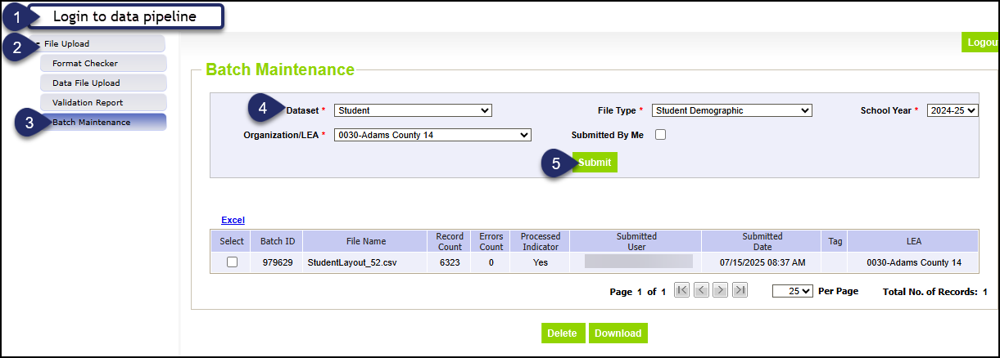 1 Login to data pipeline
2 - File Upload
Logou
Format Checker
Batch Maintenance
Data File Upload
Validation Report
3 Batch Maintenance
4 Dataset * Student File Type * Student Demographic School Year * 2024-25
Organization/LEA * 0030-Adams County 14 Submitted By Me
5 Submit
Excel
Select Batch ID File Name Record Count Errors Count Processed Indicator Submitted User Submitted Date Tag LEA
979629 StudentLayout_52.csv 6323 0 Yes 07/15/2025 08:37 AM 0030-Adams County 14
Page 1 of 1 25 Per Page Total No. of Records: 1
Delete Download